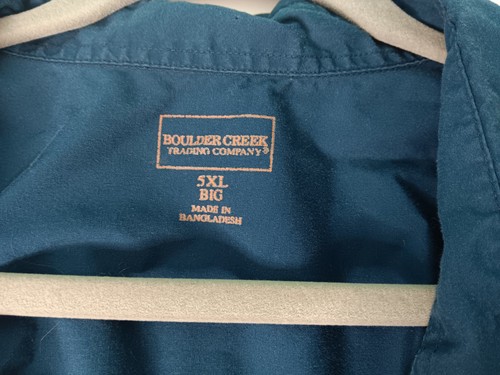 BOULDER CREEK
TRADING COMPANY®
5XL
BIG
MADE IN
BANGLADESH